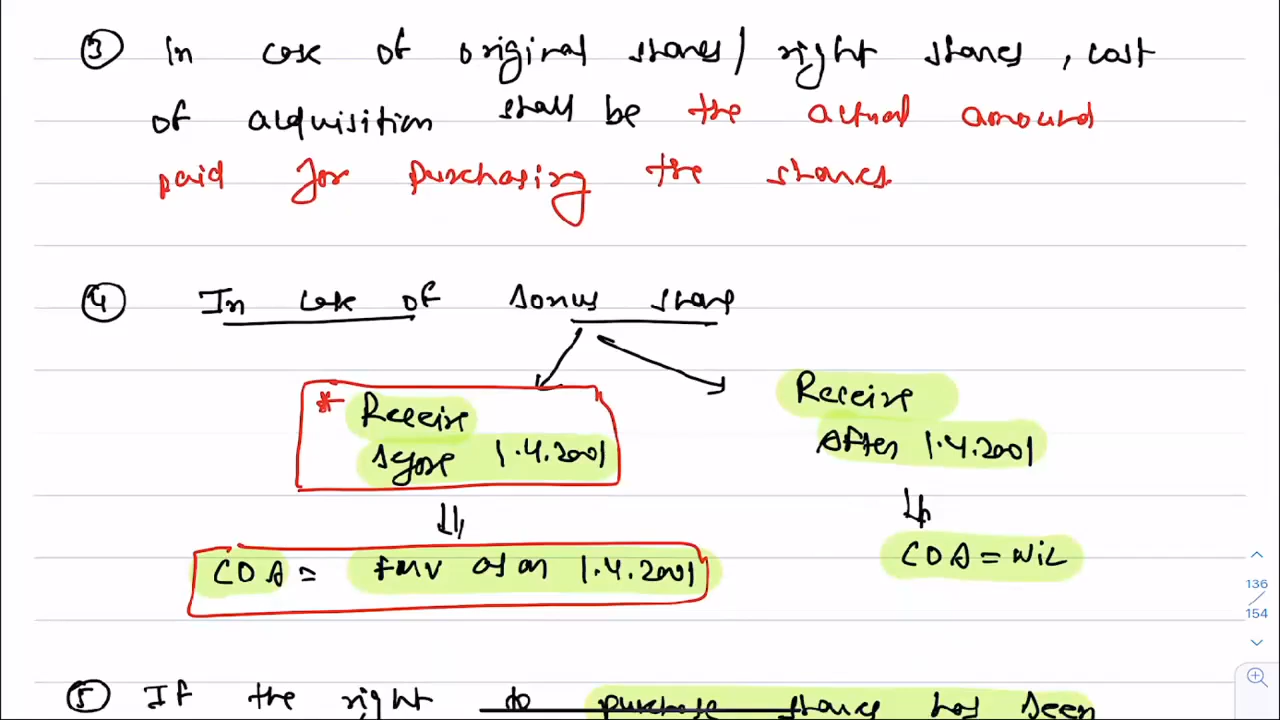 ③ In case of original shares/ right shares, cost
of acquisition shall be the actual amount
paid for purchasing the shares.
④ In case of Bonus share
* Receive
Before 1.4.2001
Receive
After 1.4.2001
COA = FMV as on 1.4.2001
COA = NIL
136
154
⑤ If the right to purchase shares has been